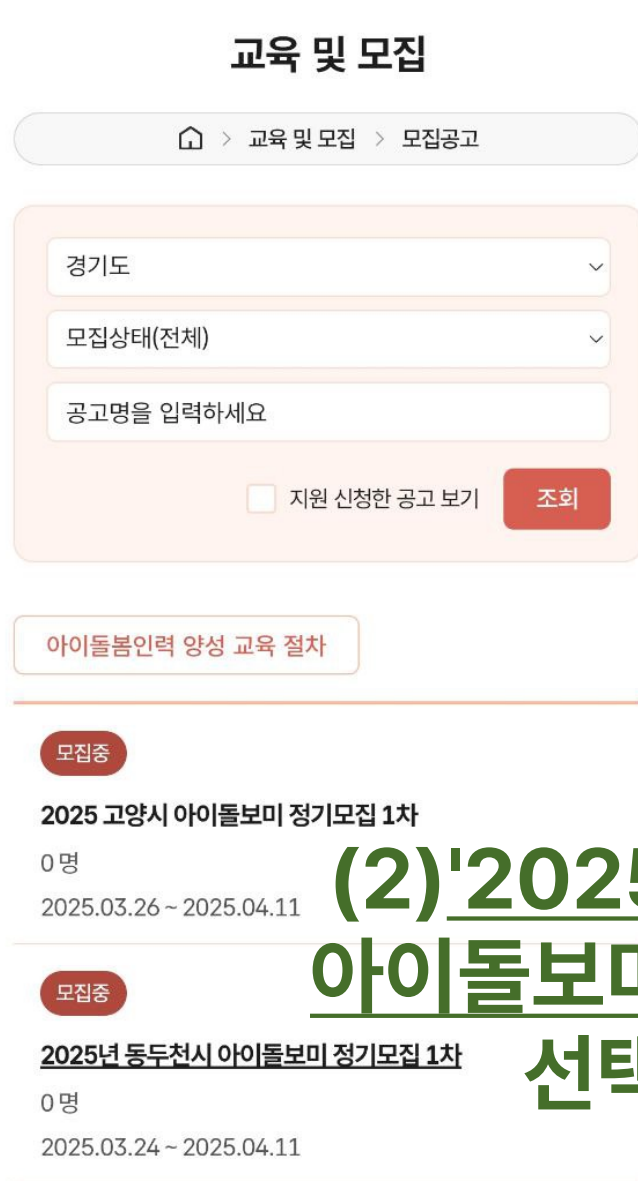 교육 및 모집
교육 및 모집 > 모집공고
경기도
모집상태(전체)
공고명을 입력하세요
지원 신청한 공고 보기 조회
아이돌봄인력 양성 교육 절차
모집중
2025 고양시 아이돌보미 정기모집 1차
0 명
2025.03.26 ~ 2025.04.11
(2)'202
아이돌보
모집중
2025년 동두천시 아이돌보미 정기모집 1차
선
0 명
2025.03.24 ~ 2025.04.11